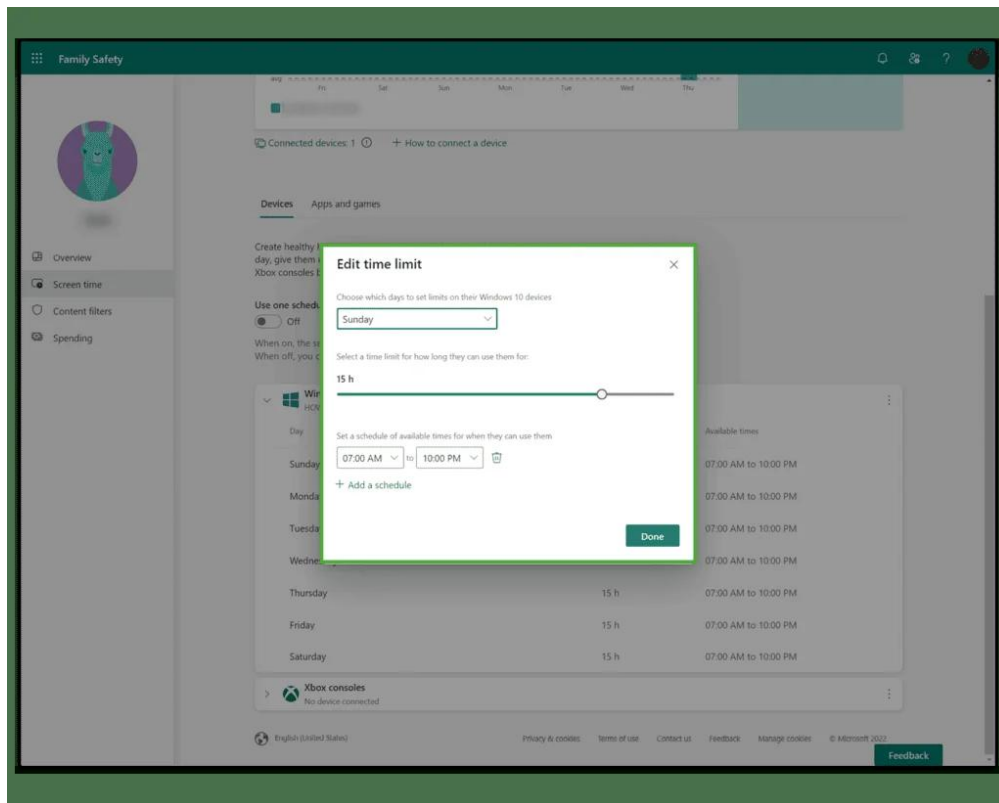 Family Safety
?
avg
Fri Sat Sun Mon Tue Wed Thu
Connected devices: 1 + How to connect a device
Devices Apps and games
Create healthy
day, give them
Xbox consoles
Overview
Screen time
Content filters
Spending
Use one schedu
Off
When on, the se
When off, you c
Edit time limit
Choose which days to set limits on their Windows 10 devices
Sunday
Select a time limit for how long they can use them for:
15 h
Set a schedule of available times for when they can use them
07:00 AM to 10:00 PM
+ Add a schedule
Done
Win
HOW
Day Available times
Sunday 07:00 AM to 10:00 PM
Monda 07:00 AM to 10:00 PM
Tuesda 07:00 AM to 10:00 PM
Wednesday 07:00 AM to 10:00 PM
Thursday 15 h 07:00 AM to 10:00 PM
Friday 15 h 07:00 AM to 10:00 PM
Saturday 15 h 07:00 AM to 10:00 PM
Xbox consoles
No device connected
English (United States) Privacy & cookies Terms of use Contact us Feedback Manage cookies © Microsoft 2022
Feedback